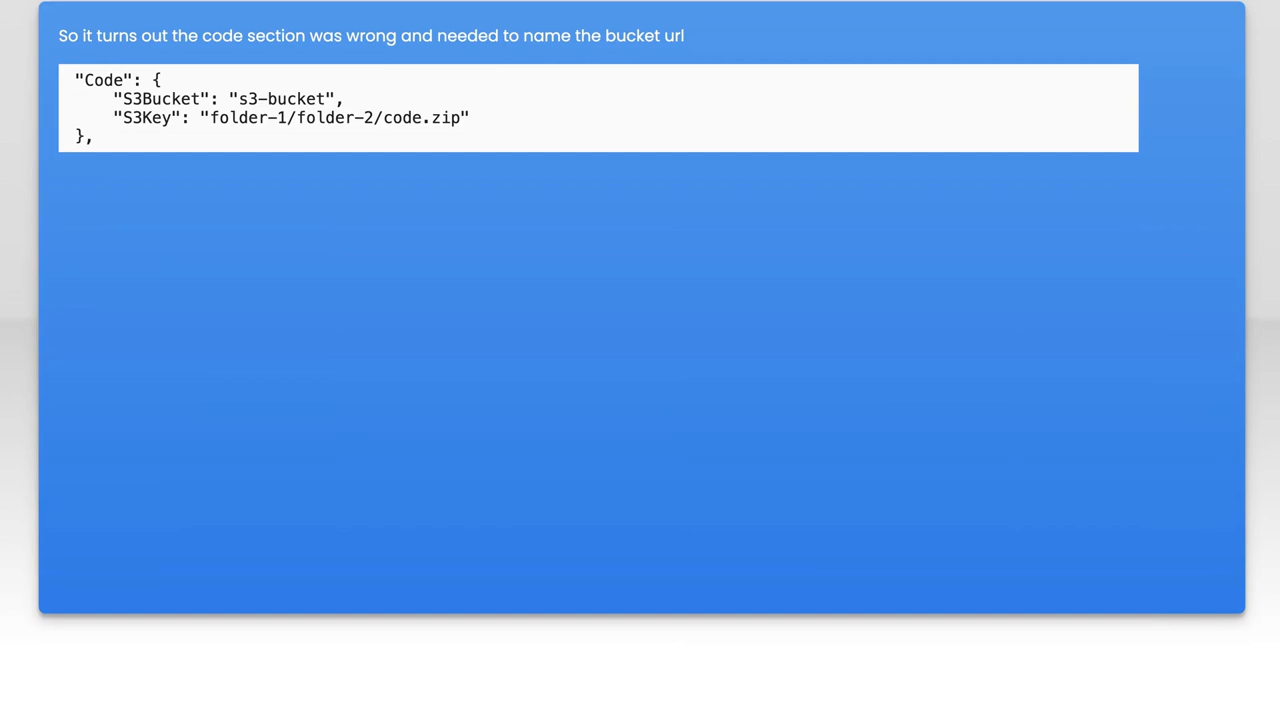 So it turns out the code section was wrong and needed to name the bucket url
"Code": {
    "S3Bucket": "s3-bucket",
    "S3Key": "folder-1/folder-2/code.zip"
},